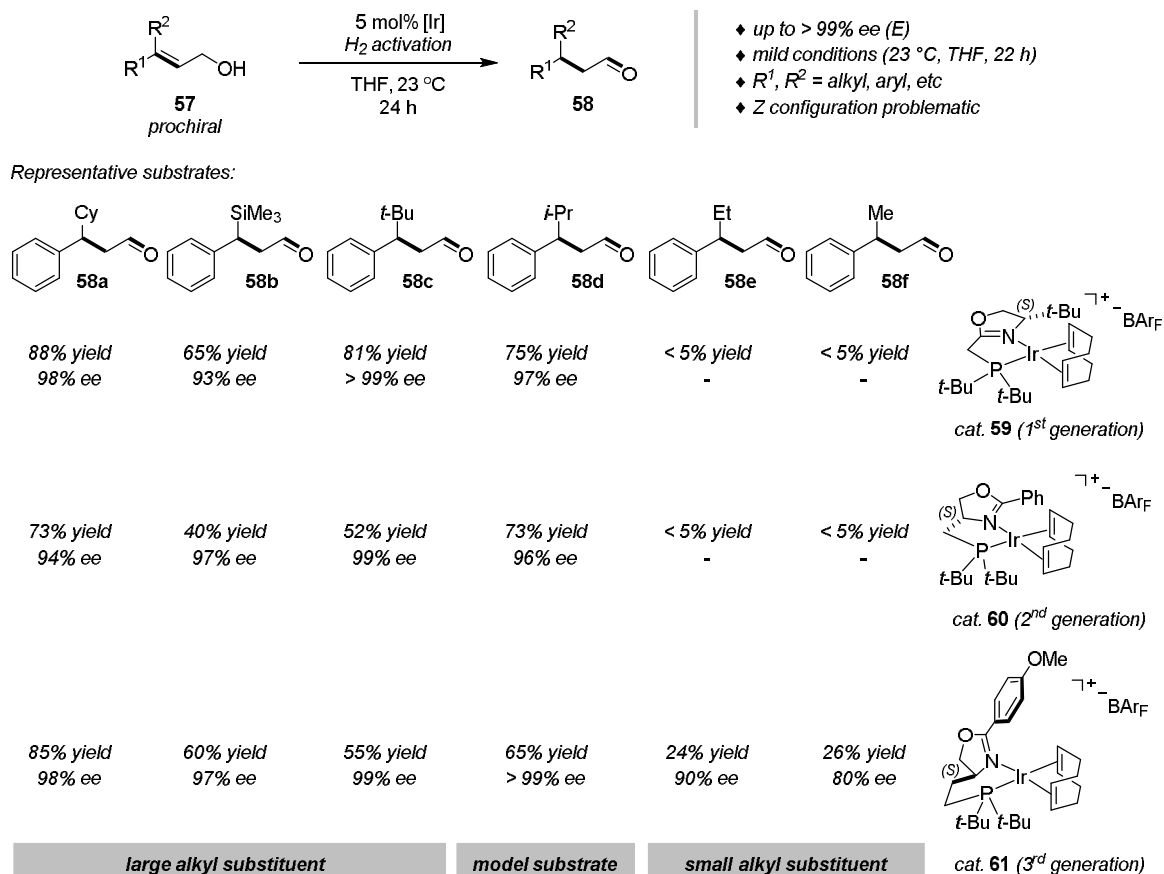 R2
R1
OH
57
prochiral
5 mol% [Ir]
H2 activation
THF, 23 °C
24 h
R2
R1
O
58
♦ up to > 99% ee (E)
♦ mild conditions (23 °C, THF, 22 h)
♦ R1, R2 = alkyl, aryl, etc
♦ Z configuration problematic
Representative substrates:
Cy
O
58a
SiMe3
O
58b
t-Bu
O
58c
i-Pr
O
58d
Et
O
58e
Me
O
58f
88% yield
98% ee
65% yield
93% ee
81% yield
> 99% ee
75% yield
97% ee
< 5% yield
-
< 5% yield
-
O
(S)
t-Bu
N
Ir
P
t-Bu
t-Bu
+
–
BArF
cat. 59 (1st generation)
73% yield
94% ee
40% yield
97% ee
52% yield
99% ee
73% yield
96% ee
< 5% yield
-
< 5% yield
-
O
Ph
(S)
N
Ir
P
t-Bu
t-Bu
+
–
BArF
cat. 60 (2nd generation)
85% yield
98% ee
60% yield
97% ee
55% yield
99% ee
65% yield
> 99% ee
24% yield
90% ee
26% yield
80% ee
OMe
O
(S)
N
Ir
P
t-Bu
t-Bu
+
–
BArF
cat. 61 (3rd generation)
large alkyl substituent
model substrate
small alkyl substituent